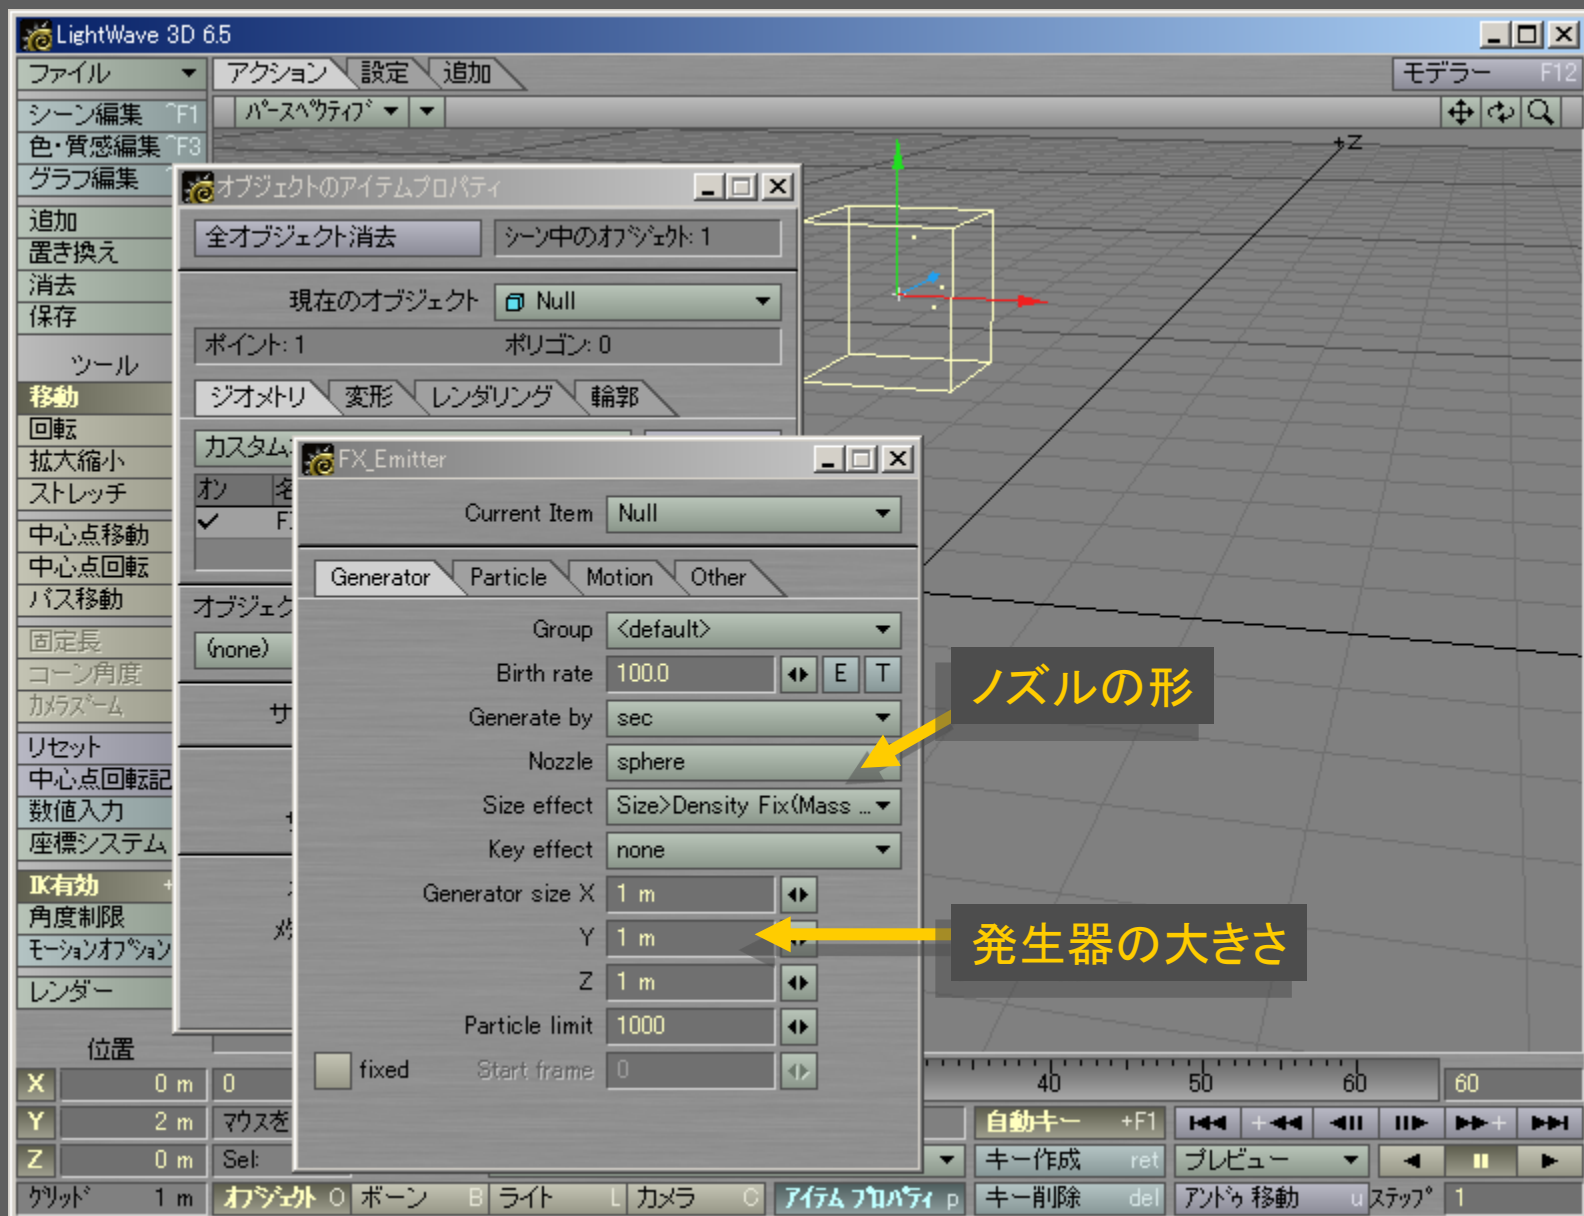 LightWave 3D 6.5
ファイル
アクション 設定 追加
モデラー F12
シーン編集 ^F1
パースペクティブ
色・質感編集 ^F3
+Z
グラフ編集
オブジェクトのアイテムプロパティ
追加
全オブジェクト消去 シーン中のオブジェクト: 1
置き換え
消去
現在のオブジェクト Null
保存
ポイント: 1 ポリゴン: 0
ツール
移動
ジオメトリ 変形 レンダリング 輪郭
回転
カスタム
拡大縮小
FX_Emitter
ストレッチ
オン
Current Item Null
中心点移動
中心点回転
Generator Particle Motion Other
パス移動
オブジェク
Group <default>
固定長
(none)
コーン角度
Birth rate 100.0 E T
ノズルの形
カメラズーム
サ
Generate by sec
リセット
Nozzle sphere
中心点回転記
Size effect Size>Density Fix(Mass ...
数値入力
座標システム
Key effect none
IK有効 +
Generator size X 1 m
角度制限
Y 1 m
発生器の大きさ
モーションオプション
Z 1 m
レンダー
Particle limit 1000
位置
fixed Start frame 0
40 50 60
X 0 m 0
60
Y 2 m マウスを
自動キー +F1
Z 0 m Sel:
キー作成 ret プレビュー
グリッド 1 m オブジェクト O ボーン B ライト L カメラ C アイテム プロパティ p キー削除 del アンドゥ 移動 u ステップ 1